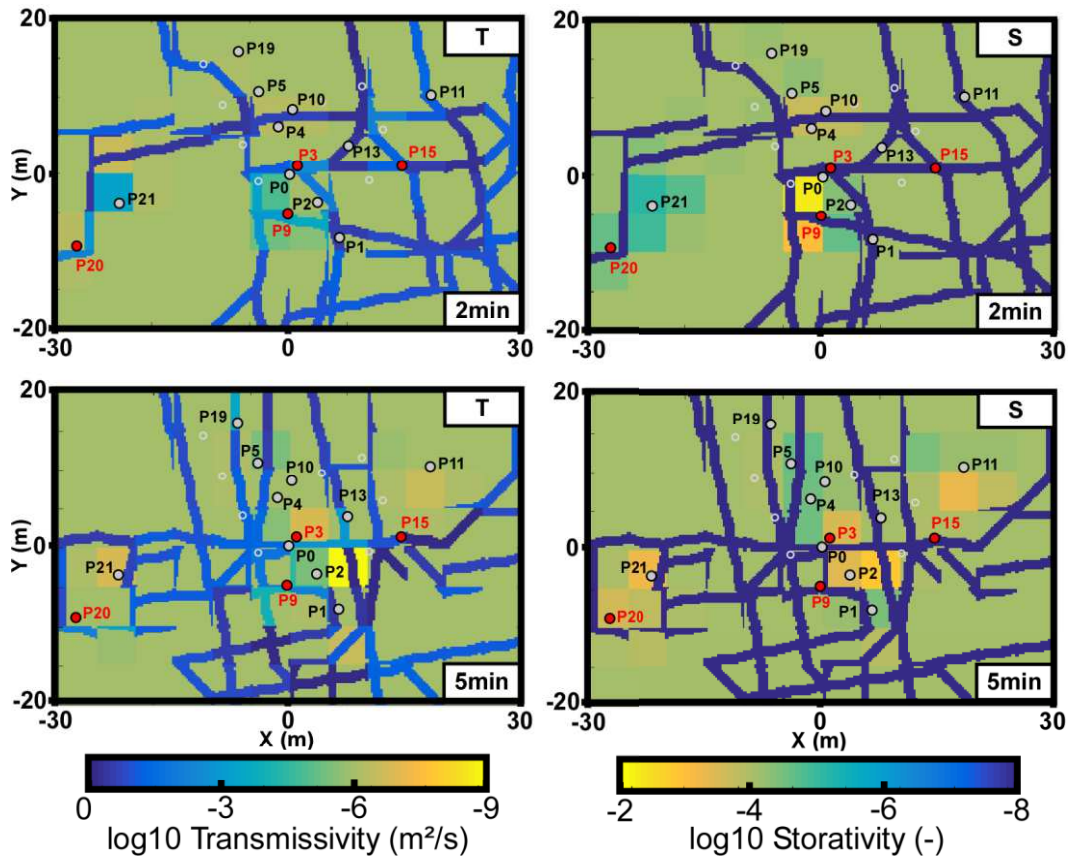 20 T 20 S
P19 P19
P5 P11 P5 P11
P10 P10
P4 P4
P3 P13 P15 P3 P13 P15
Y (m) 0 P0 0 P0
P21 P2 P21 P2
P9 P9
P20 P1 P20 P1
-20 2min -20 2min
-30 0 30 -30 0 30
20 T 20 S
P19 P19
P5 P10 P11 P5 P10 P11
P4 P13 P4 P13
P3 P15 P3 P15
Y (m) 0 P0 0 P0
P21 P2 P21 P2
P9 P9
P20 P1 P20 P1
-20 5min -20 5min
-30 0 30 -30 0 30
X (m) X (m)
0 -3 -6 -9 -2 -4 -6 -8
log10 Transmissivity (m²/s) log10 Storativity (-)